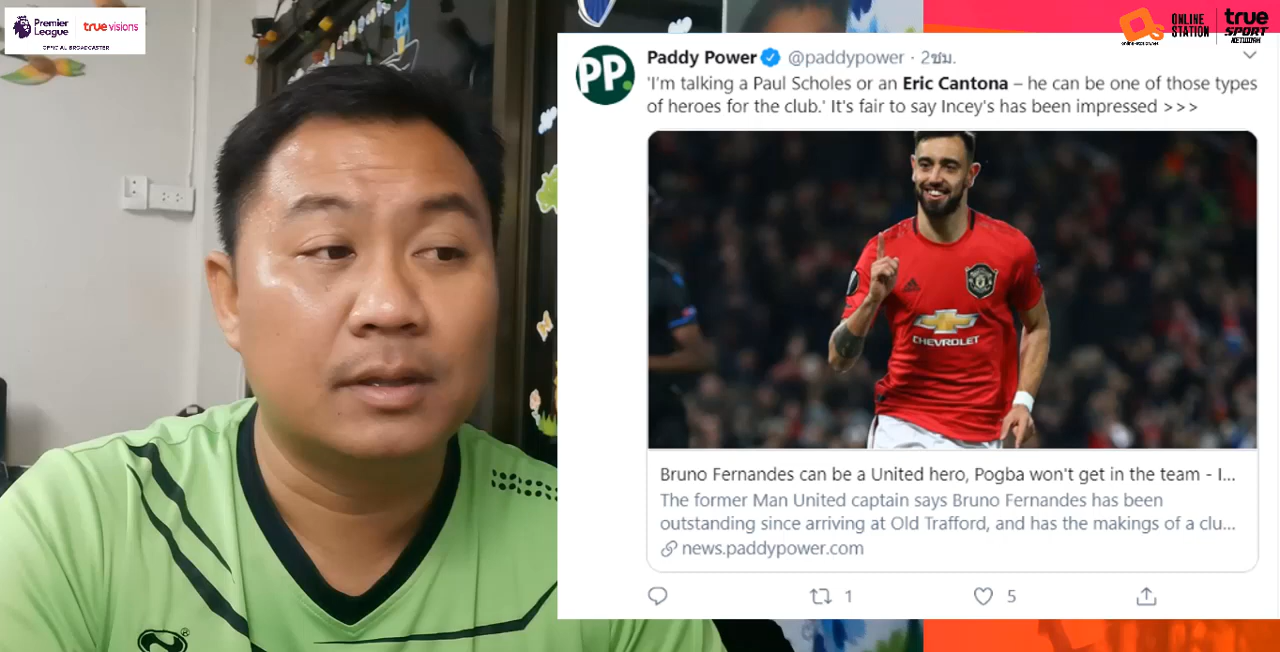 Premier League
true visions
OFFICIAL BROADCASTER
ONLINE STATION
true SPORT NETWORK
online-station.net
PP.
Paddy Power @paddypower · 2ชม.
'I'm talking a Paul Scholes or an Eric Cantona – he can be one of those types
of heroes for the club.' It's fair to say Incey's has been impressed >>>
CHEVROLET
Bruno Fernandes can be a United hero, Pogba won't get in the team - I...
The former Man United captain says Bruno Fernandes has been
outstanding since arriving at Old Trafford, and has the makings of a clu...
news.paddypower.com
1
5